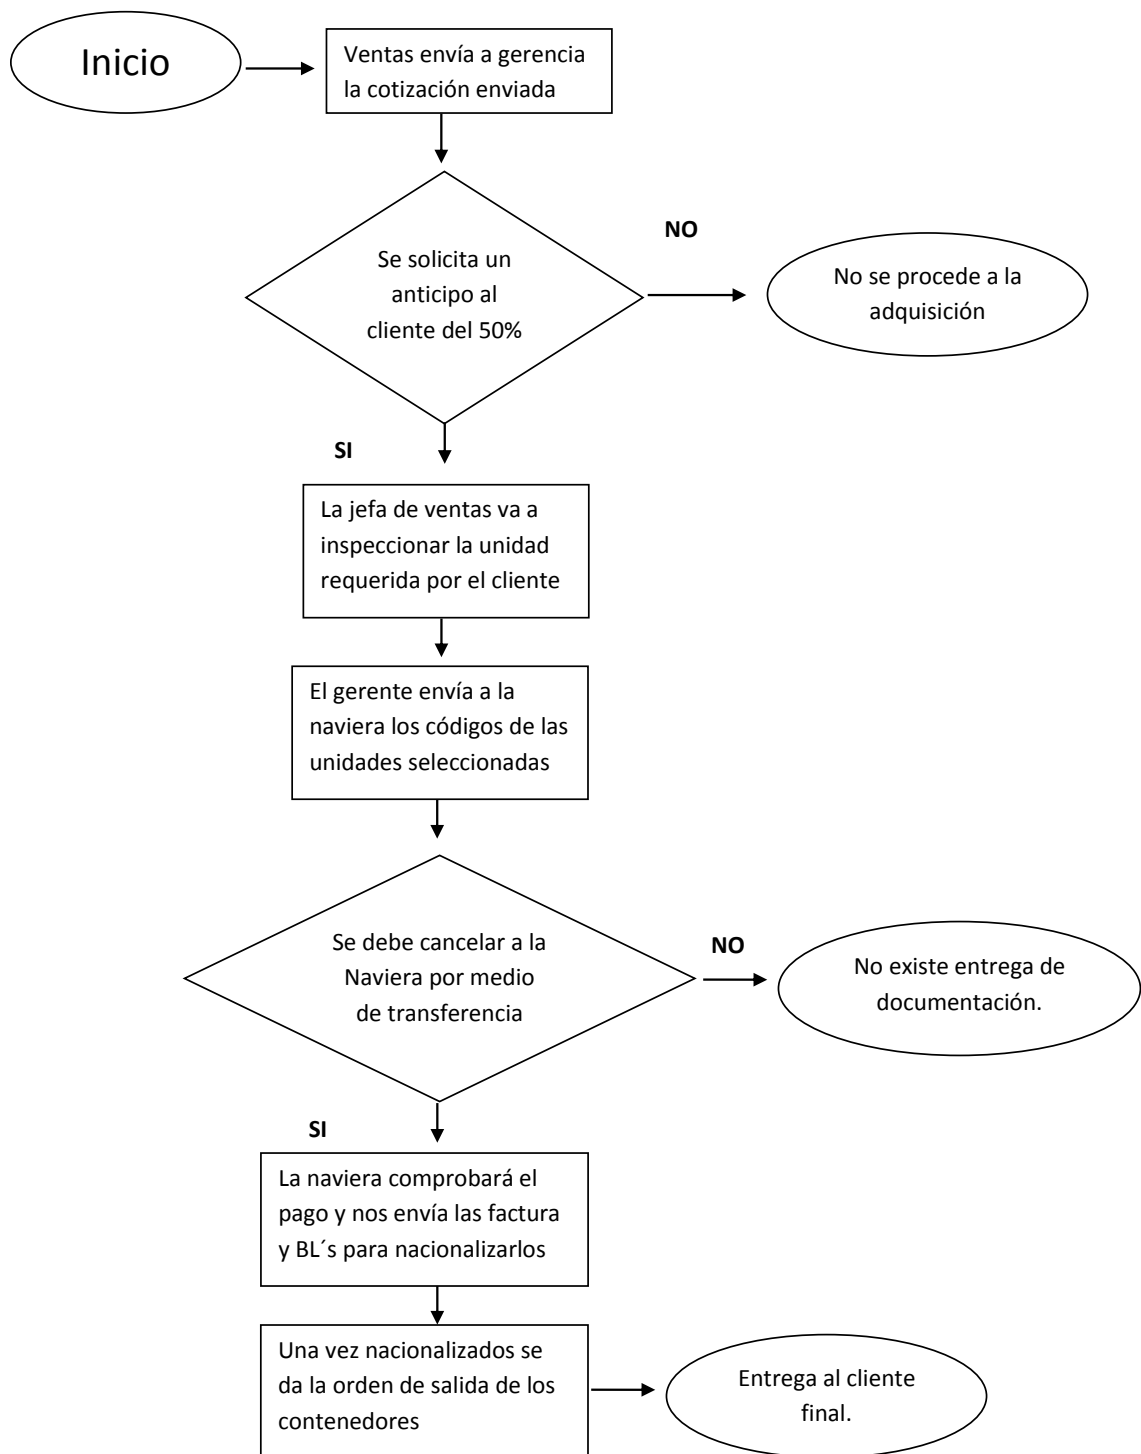 Inicio
Ventas envía a gerencia
la cotización enviada
Se solicita un
anticipo al
cliente del 50%
NO
No se procede a la
adquisición
SI
La jefa de ventas va a
inspeccionar la unidad
requerida por el cliente
El gerente envía a la
naviera los códigos de las
unidades seleccionadas
Se debe cancelar a la
Naviera por medio
de transferencia
NO
No existe entrega de
documentación.
SI
La naviera comprobará el
pago y nos envía las factura
y BL´s para nacionalizarlos
Una vez nacionalizados se
da la orden de salida de los
contenedores
Entrega al cliente
final.